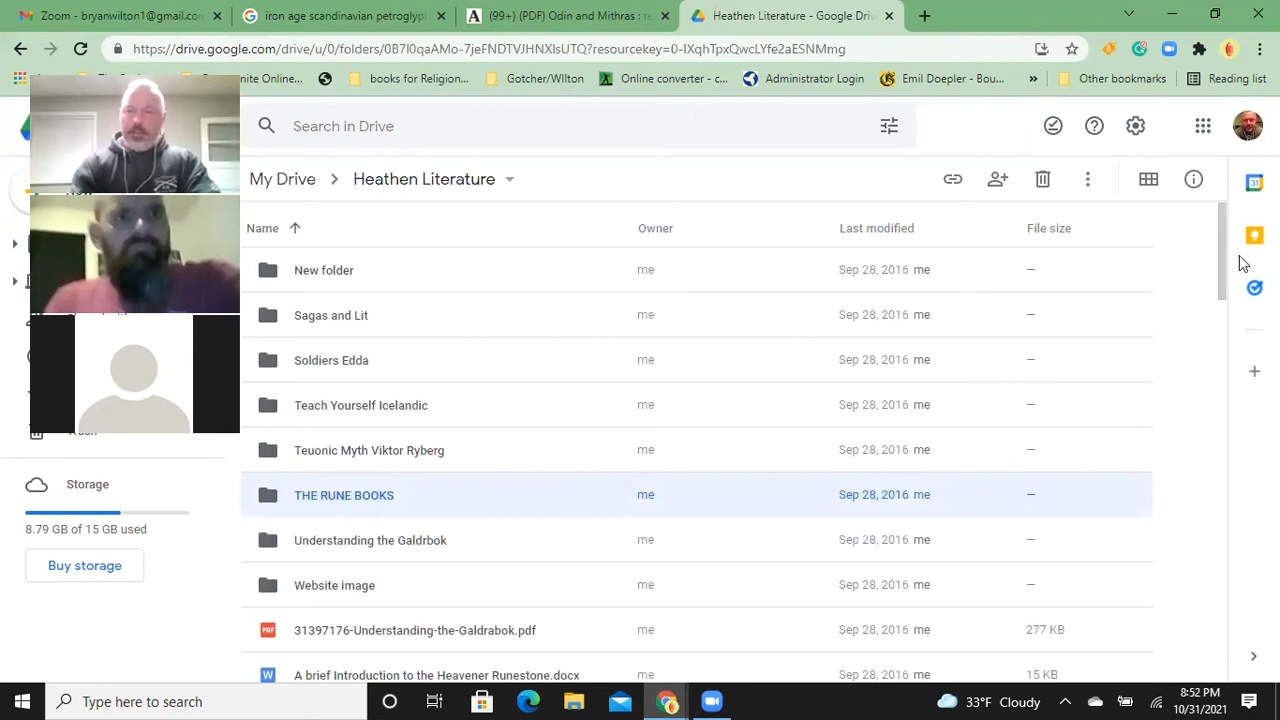 Zoom - bryanwilton1@gmail.co
iron age scandinavian petroglyp
(99+) (PDF) Odin and Mithras : re
Heathen Literature - Google Driv
https://drive.google.com/drive/u/0/folders/0B7l0qaAMo-7jeFNDTVJHNXlsUTQ?resourcekey=0-IXqhTpxQwcLYfe2aESNMmg
books for Religion...
Gotcher/WIlton
Online converter - c...
Administrator Login
Emil Doepler - Bou...
Other bookmarks
Reading list
Search in Drive
My Drive
Heathen Literature
Name Owner Last modified File size
New folder me Sep 28, 2016 me —
Sagas and Lit me Sep 28, 2016 me —
Soldiers Edda me Sep 28, 2016 me —
Teach Yourself Icelandic me Sep 28, 2016 me —
Teuonic Myth Viktor Ryberg me Sep 28, 2016 me —
THE RUNE BOOKS me Sep 28, 2016 me —
Understanding the Galdrbok me Sep 28, 2016 me —
Website image me Sep 28, 2016 me —
PDF 31397176-Understanding-the-Galdrabok.pdf me Sep 28, 2016 me 277 KB
W A brief Introduction to the Heavener Runestone.docx me Sep 28, 2016 me 15 KB
Storage
8.79 GB of 15 GB used
Buy storage
Type here to search
33°F Cloudy
8:52 PM
10/31/2021